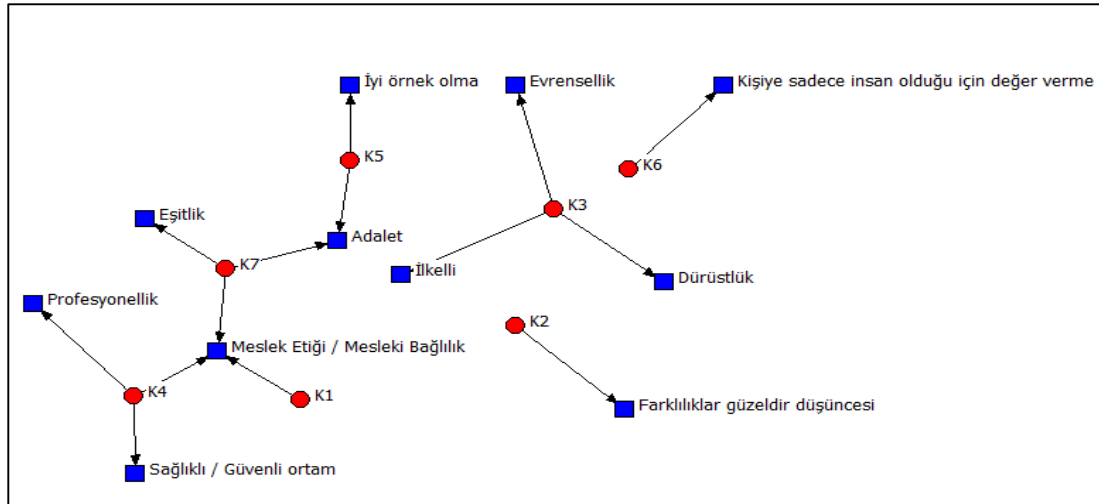 İyi örnek olma
Evrensellik
Kişiye sadece insan olduğu için değer verme
K5
K6
K3
Eşitlik
Adalet
K7
İlkelli
Dürüstlük
Profesyonellik
K2
Meslek Etiği / Mesleki Bağlılık
K4
K1
Farklılıklar güzeldir düşüncesi
Sağlıklı / Güvenli ortam